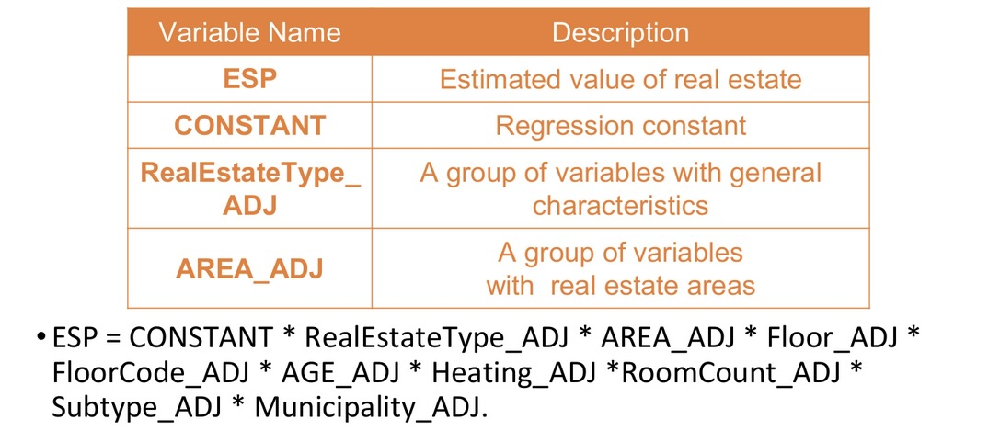 Variable Name Description
ESP Estimated value of real estate
CONSTANT Regression constant
RealEstateType_
ADJ
A group of variables with general
characteristics
AREA_ADJ
A group of variables
with  real estate areas
•ESP = CONSTANT * RealEstateType_ADJ * AREA_ADJ * Floor_ADJ *
FloorCode_ADJ * AGE_ADJ * Heating_ADJ *RoomCount_ADJ *
Subtype_ADJ * Municipality_ADJ.